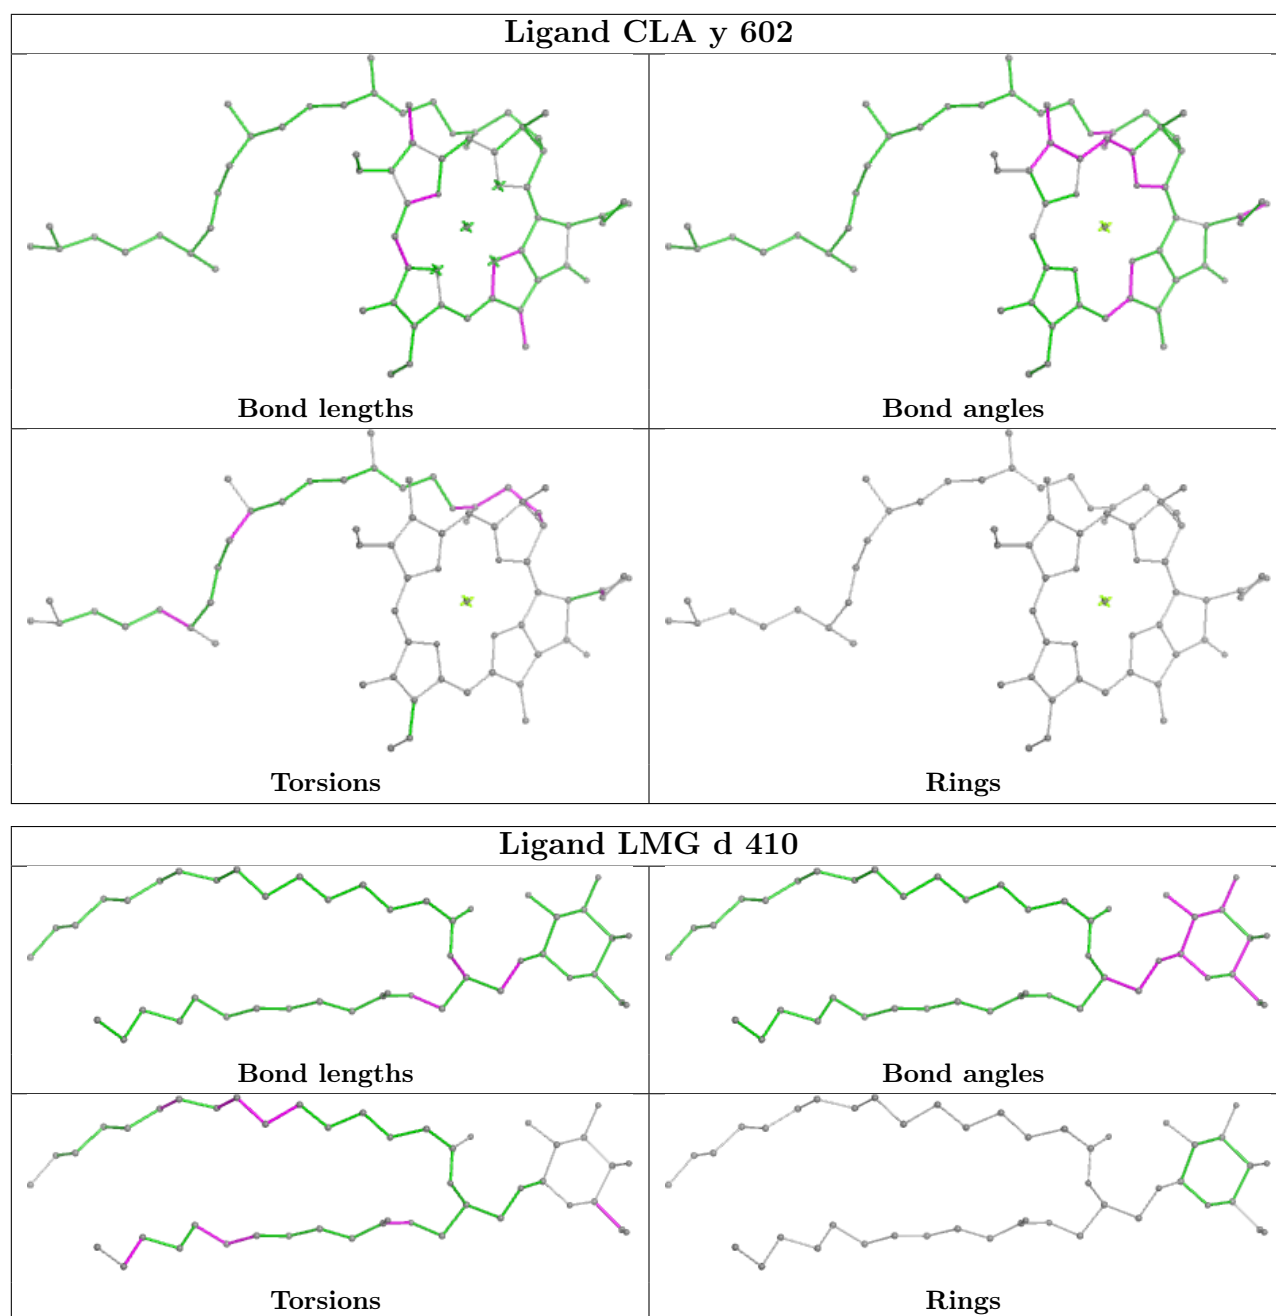 Ligand CLA y 602
Bond lengths
Bond angles
Torsions
Rings
Ligand LMG d 410
Bond lengths
Bond angles
Torsions
Rings